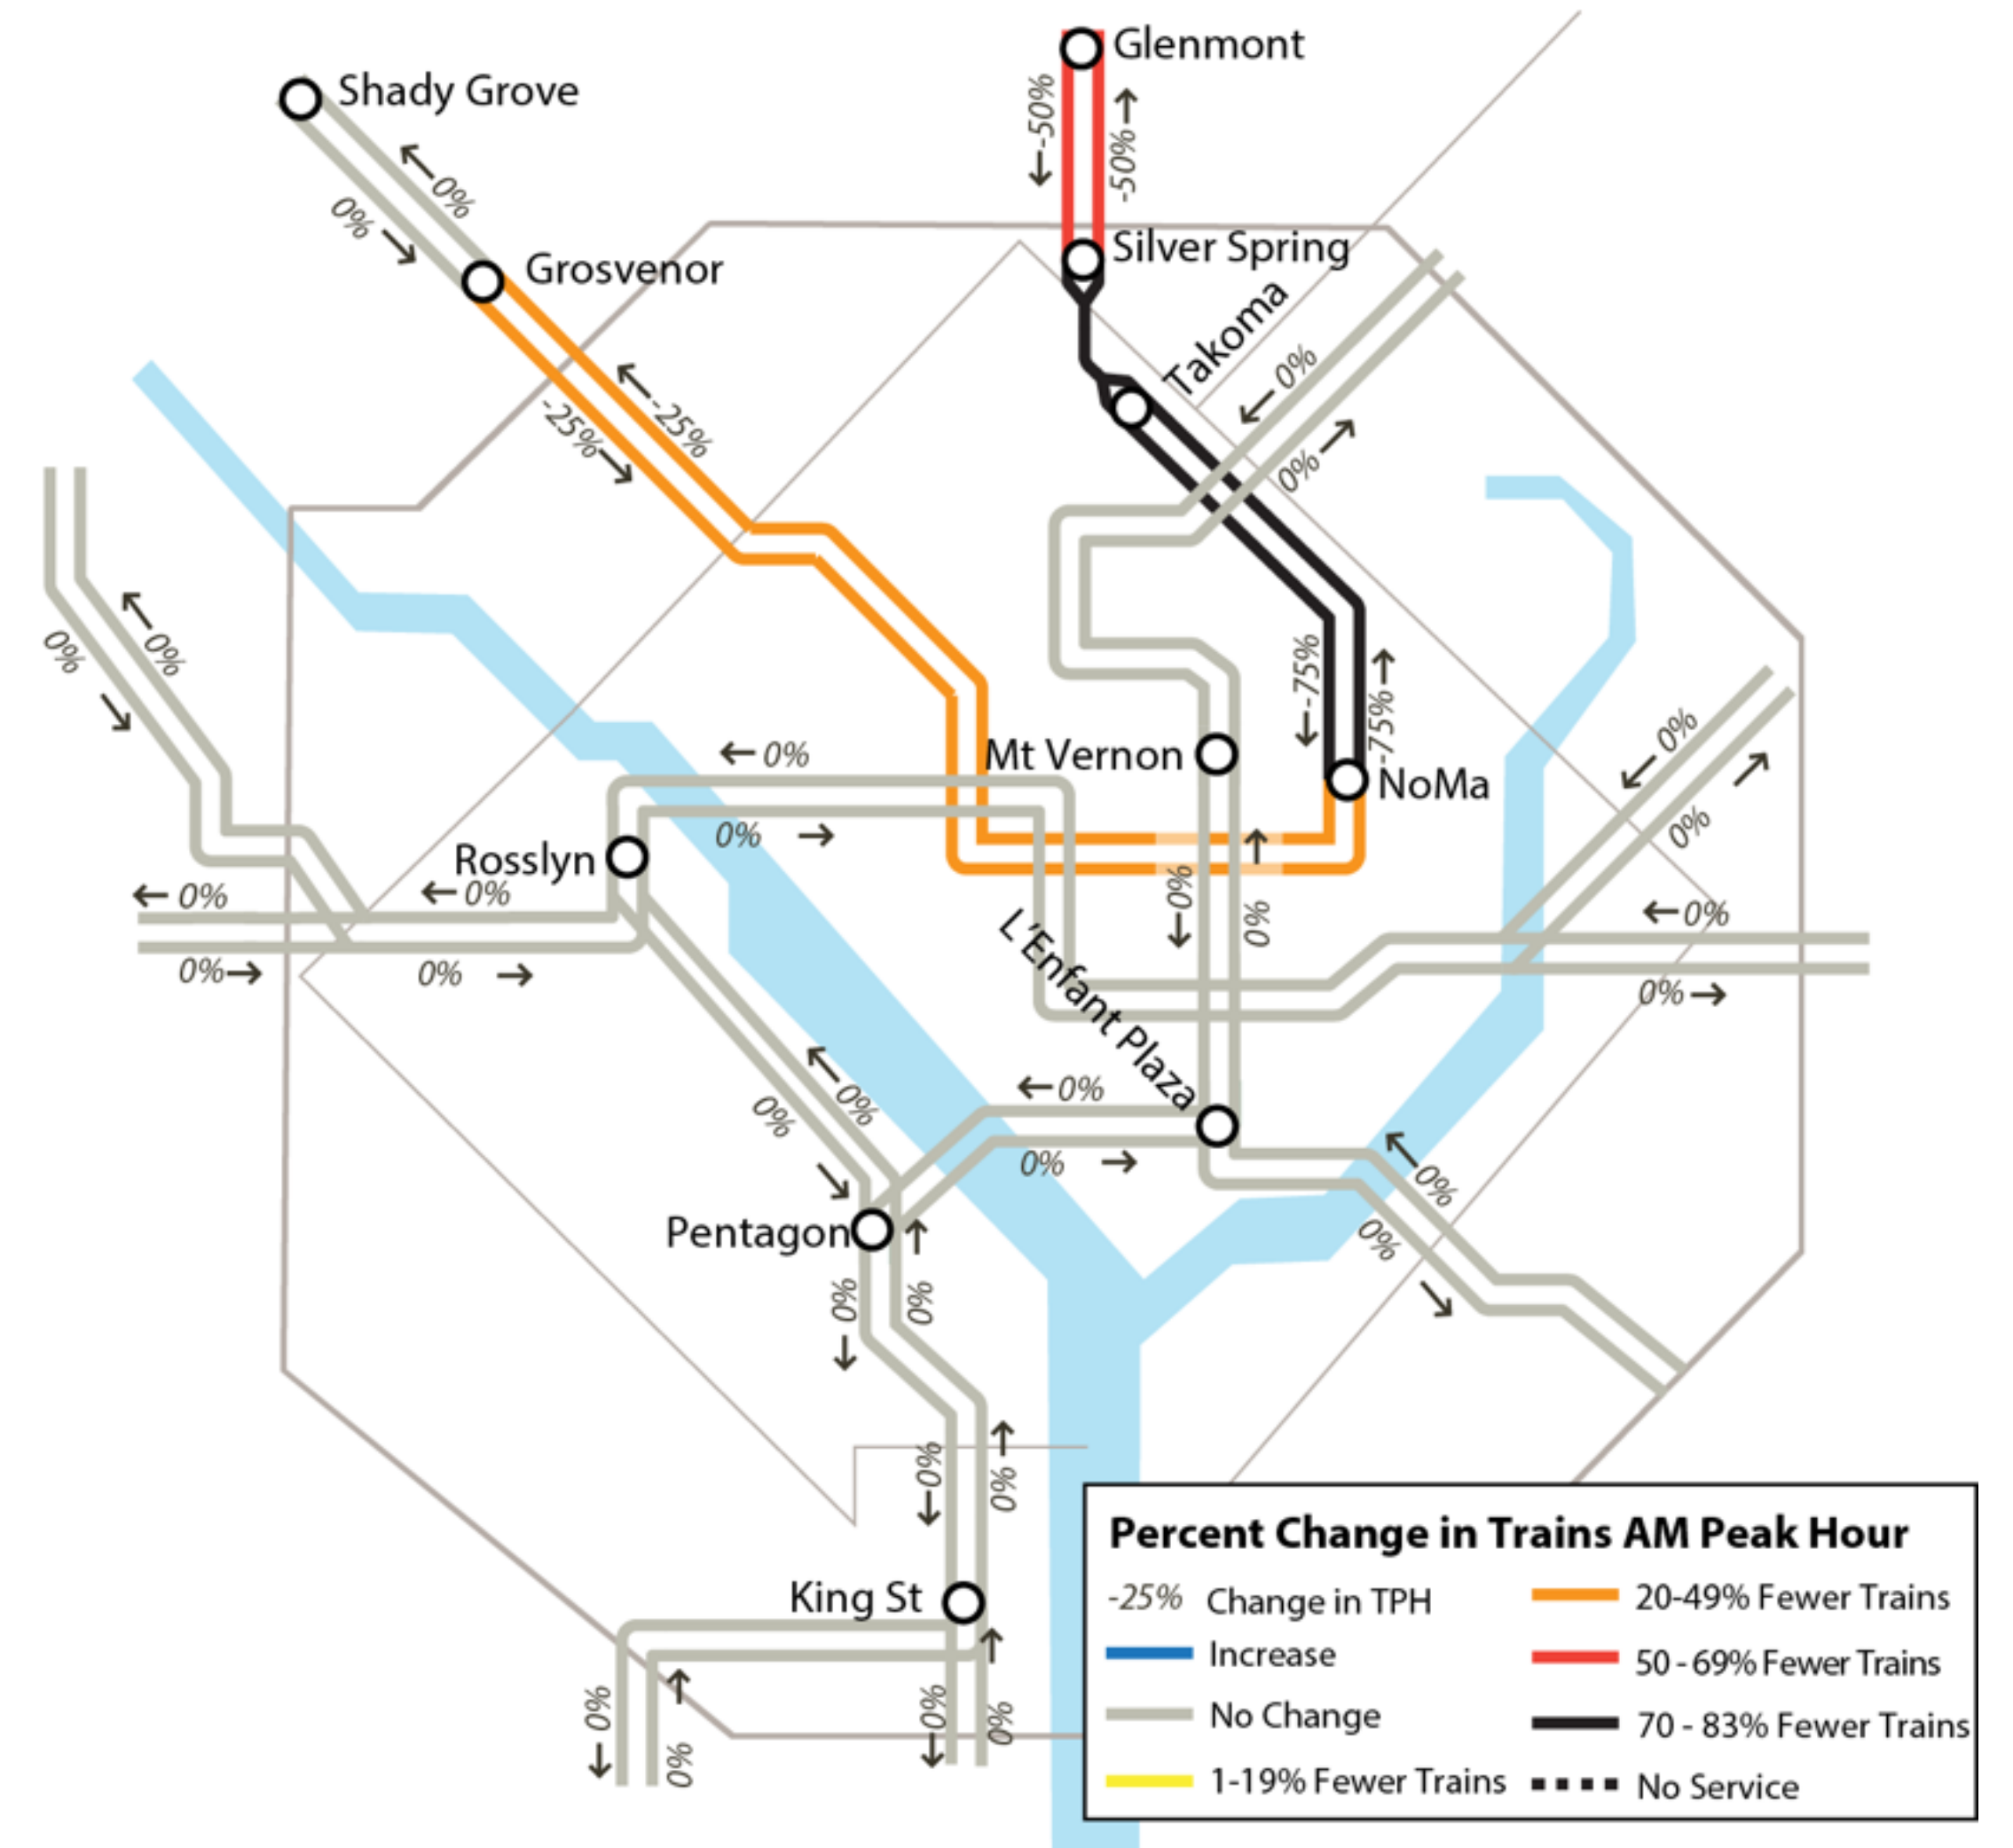 Glenmont
Shady Grove
←-50%
-50%→
←0%
0% →
Silver Spring
Grosvenor
Takoma
←0%
0% →
←-25%
-25%→
←0%
0% →
←-75%
-75%→
←0%
0% →
← 0%
Mt Vernon
NoMa
0% →
Rosslyn
← 0%
←0%
0%→
0% →
←0%
0% →
←0%
0%→
L'Enfant Plaza
←0%
0% →
←0%
0% →
←0%
0% →
Pentagon
0% →
0% →
←0%→
0% →
King St
←0%
0% →
←0%
0% →
Percent Change in Trains AM Peak Hour
-25% Change in TPH
Increase
No Change
1-19% Fewer Trains
20-49% Fewer Trains
50 - 69% Fewer Trains
70 - 83% Fewer Trains
No Service